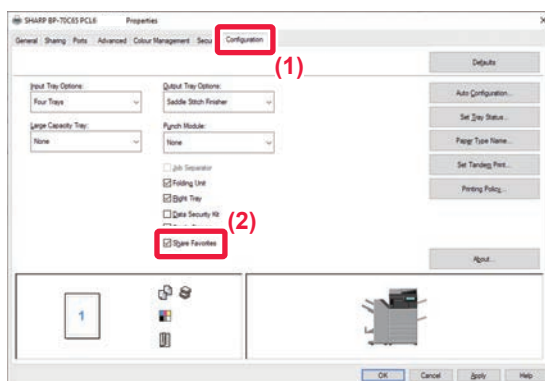 SHARP BP-70C65 PCL6 Properties
General Sharing Ports Advanced Colour Management Secu Configuration
(1)
Defaults
Input Tray Options:
Output Tray Options:
Four Trays
Saddle Stitch Finisher
Auto Configuration...
Set Tray Status...
Large Capacity Tray:
Punch Module:
Paper Type Name...
None
None
Job Separator
Set Tandem Print...
Folding Unit
Printing Policy...
Right Tray
Data Security Kit
(2)
Share Favorites
About...
1
OK Cancel Apply Help